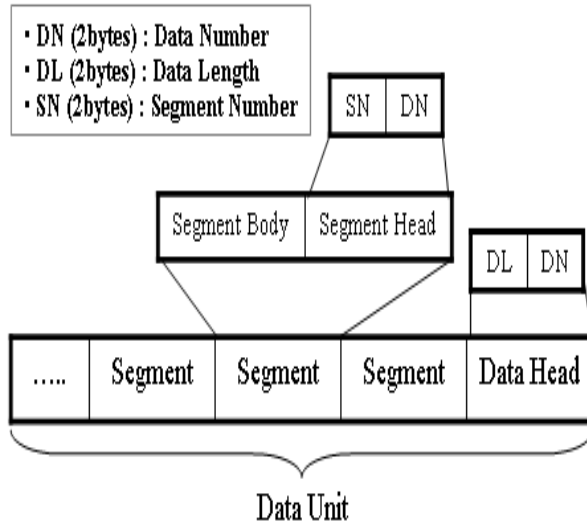 · DN (2bytes) : Data Number
· DL (2bytes) : Data Length
· SN (2bytes) : Segment Number
SN DN
Segment Body Segment Head
DL DN
..... Segment Segment Segment Data Head
Data Unit